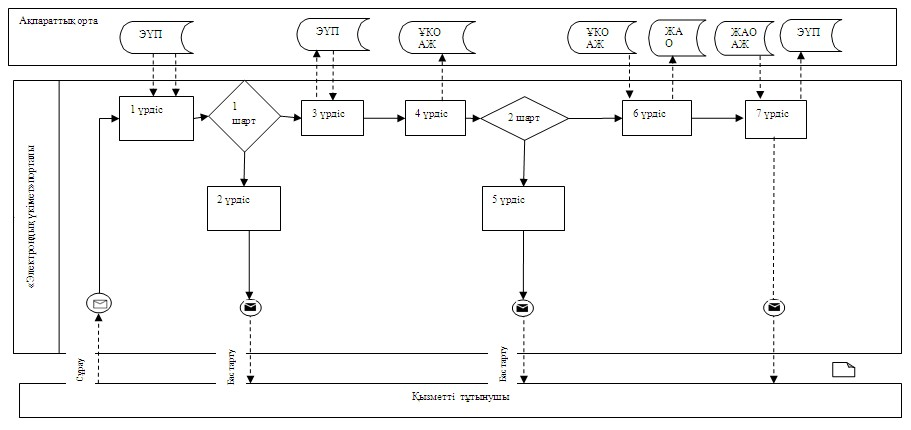 Ақпараттық орта
ЭҮП
ЭҮП
ҰКО
АЖ
ҰКО
АЖ
ЖА
О
ЖАО
АЖ
ЭҮП
1 үрдіс
1
шарт
3 үрдіс
4 үрдіс
2 шарт
6 үрдіс
7 үрдіс
2 үрдіс
5 үрдіс
«Электрондық үкімет»порталы
Сұрау
Бас тарту
Бас тарту
Қызметті тұтынушы